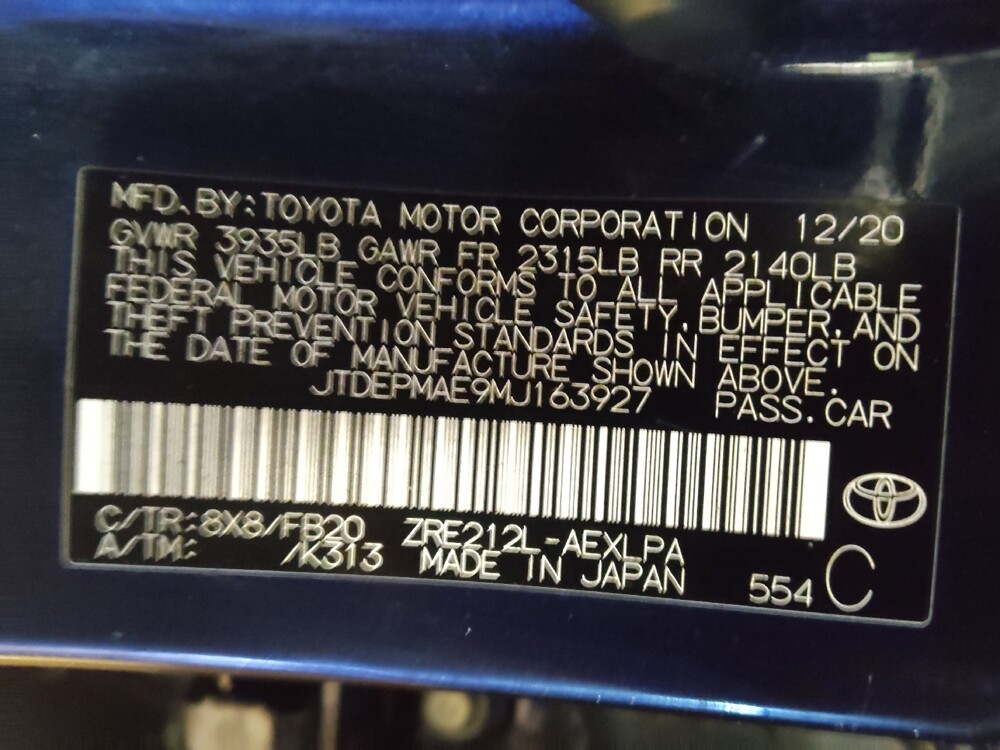 MFD. BY: TOYOTA MOTOR CORPORATION 12/20
GVWR 3935LB GAWR FR 2315LB RR 2140LB
THIS VEHICLE CONFORMS TO ALL APPLICABLE
FEDERAL MOTOR VEHICLE SAFETY, BUMPER, AND
THEFT PREVENTION STANDARDS IN EFFECT ON
THE DATE OF MANUFACTURE SHOWN ABOVE.
JTDEPMAE9MJ163927 PASS. CAR
C/TR: 8X8/FB20 ZRE212L-AEXLPA
A/TM: /K313 MADE IN JAPAN 554 C